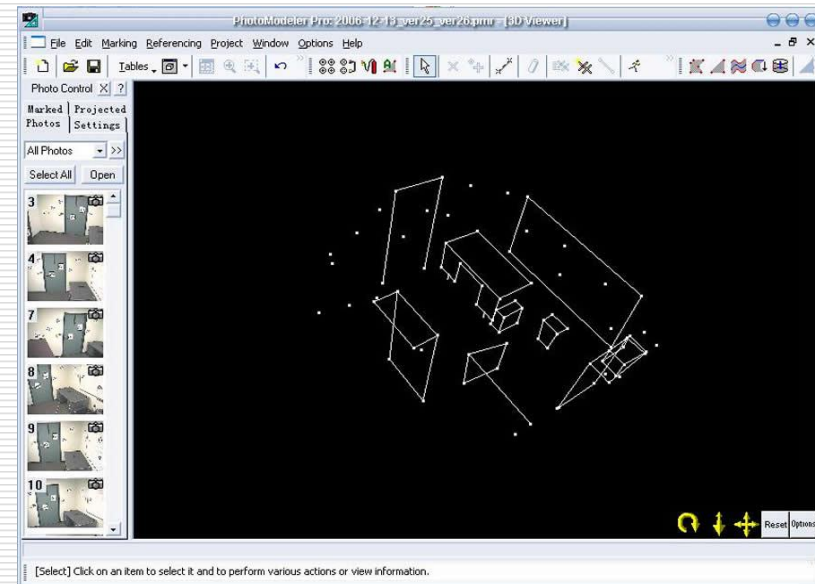 PhotoModeler Pro: 2006-12-13_ver25_ver26.pmr - [3D Viewer]
File Edit Marking Referencing Project Window Options Help
Tables
Photo Control X ?
Marked Projected
Photos Settings
All Photos >>
Select All Open
3
4
7
8
9
10
Reset Options
[Select] Click on an item to select it and to perform various actions or view information.